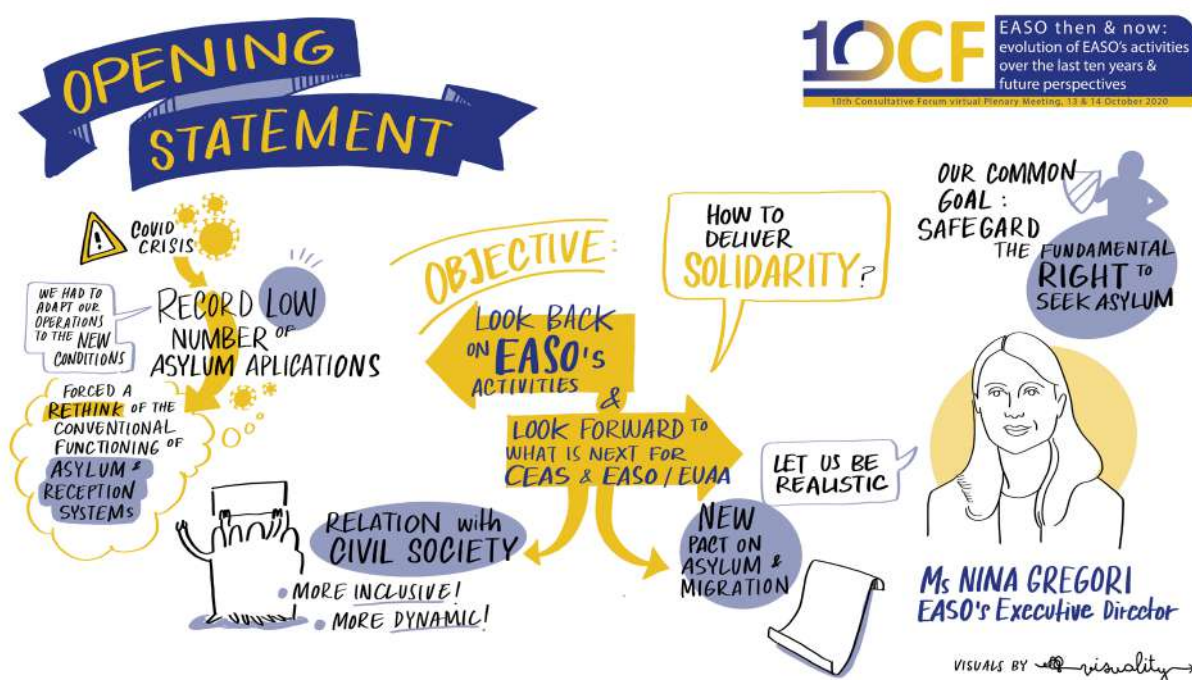 OPENING
STATEMENT
10CF
EASO then & now:
evolution of EASO's activities
over the last ten years &
future perspectives
10th Consultative Forum virtual Plenary Meeting, 13 & 14 October 2020
COVID
CRISIS
WE HAD TO
ADAPT OUR
OPERATIONS
TO THE NEW
CONDITIONS
RECORD LOW
NUMBER OF
ASYLUM APLICATIONS
FORCED A
RETHINK OF THE
CONVENTIONAL
FUNCTIONING OF
ASYLUM &
RECEPTION
SYSTEMS
OBJECTIVE:
LOOK BACK
ON EASO's
ACTIVITIES
&
LOOK FORWARD TO
WHAT IS NEXT FOR
CEAS & EASO / EUAA
RELATION with
CIVIL SOCIETY
• MORE INCLUSIVE!
• MORE DYNAMIC!
NEW
PACT ON
ASYLUM &
MIGRATION
HOW TO
DELIVER
SOLIDARITY?
OUR COMMON
GOAL:
SAFEGARD
THE FUNDAMENTAL
RIGHT TO
SEEK ASYLUM
LET US BE
REALISTIC
Ms NINA GREGORI
EASO's Executive Director
VISUALS BY visuality